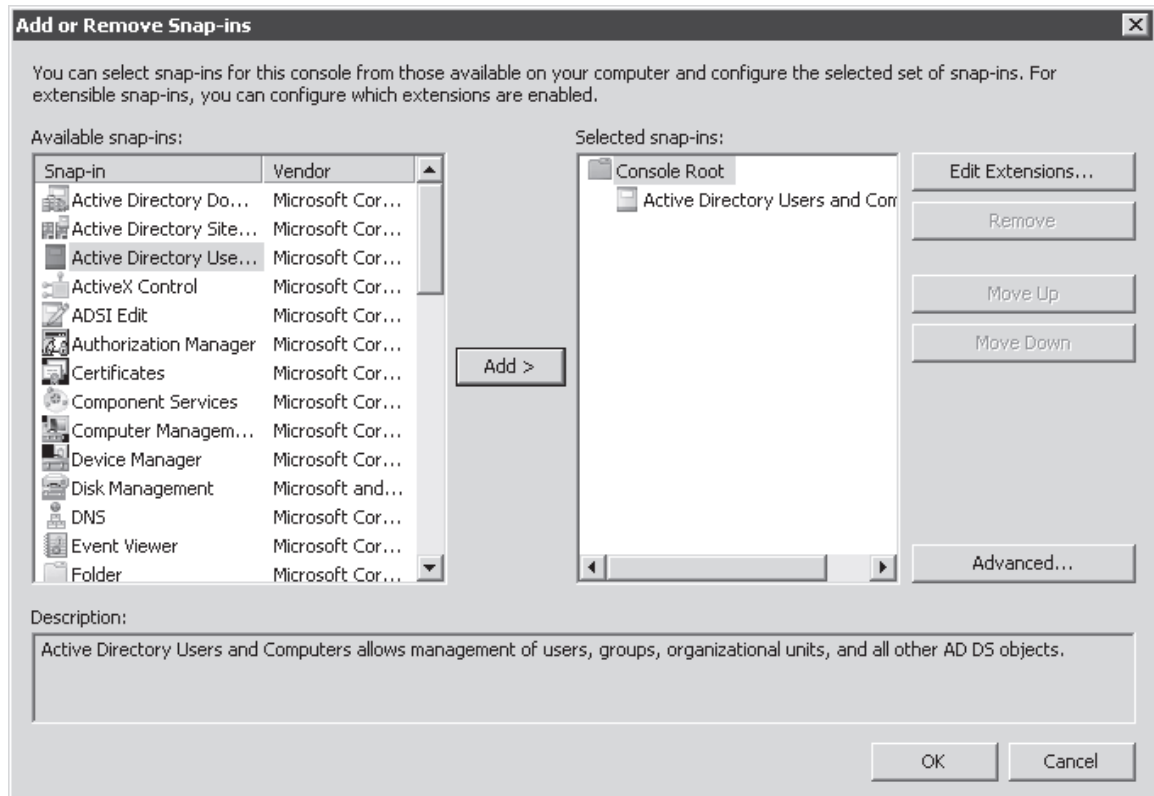 Add or Remove Snap-ins
You can select snap-ins for this console from those available on your computer and configure the selected set of snap-ins. For
extensible snap-ins, you can configure which extensions are enabled.
Available snap-ins:
Selected snap-ins:
Snap-in Vendor
Active Directory Do... Microsoft Cor...
Active Directory Site... Microsoft Cor...
Active Directory Use... Microsoft Cor...
ActiveX Control Microsoft Cor...
ADSI Edit Microsoft Cor...
Authorization Manager Microsoft Cor...
Certificates Microsoft Cor...
Component Services Microsoft Cor...
Computer Managem... Microsoft Cor...
Device Manager Microsoft Cor...
Disk Management Microsoft and...
DNS Microsoft Cor...
Event Viewer Microsoft Cor...
Folder Microsoft Cor...
Add >
Console Root
Active Directory Users and Com
Edit Extensions...
Remove
Move Up
Move Down
Advanced...
Description:
Active Directory Users and Computers allows management of users, groups, organizational units, and all other AD DS objects.
OK Cancel